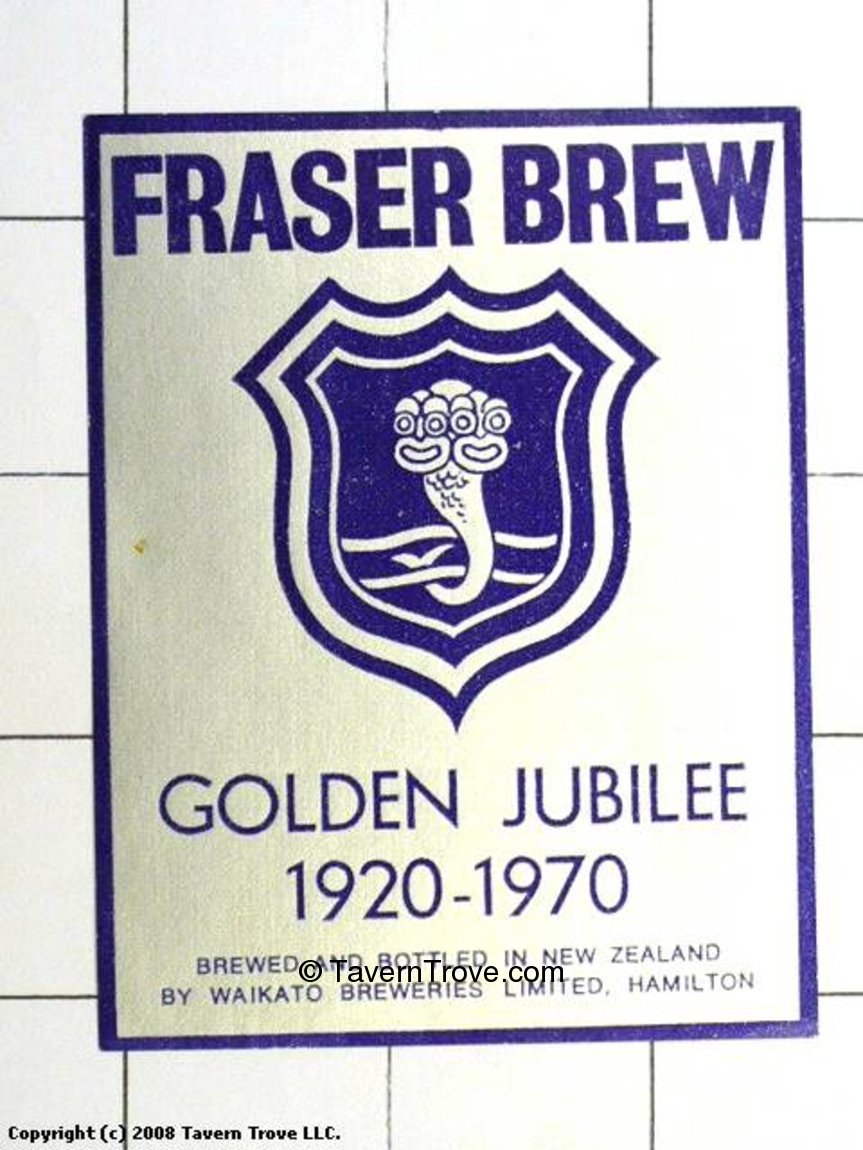 FRASER BREW
GOLDEN JUBILEE
1920-1970
BREWED AND BOTTLED IN NEW ZEALAND
© TavernTrove.com
BY WAIKATO BREWERIES LIMITED, HAMILTON
Copyright (c) 2008 Tavern Trove LLC.